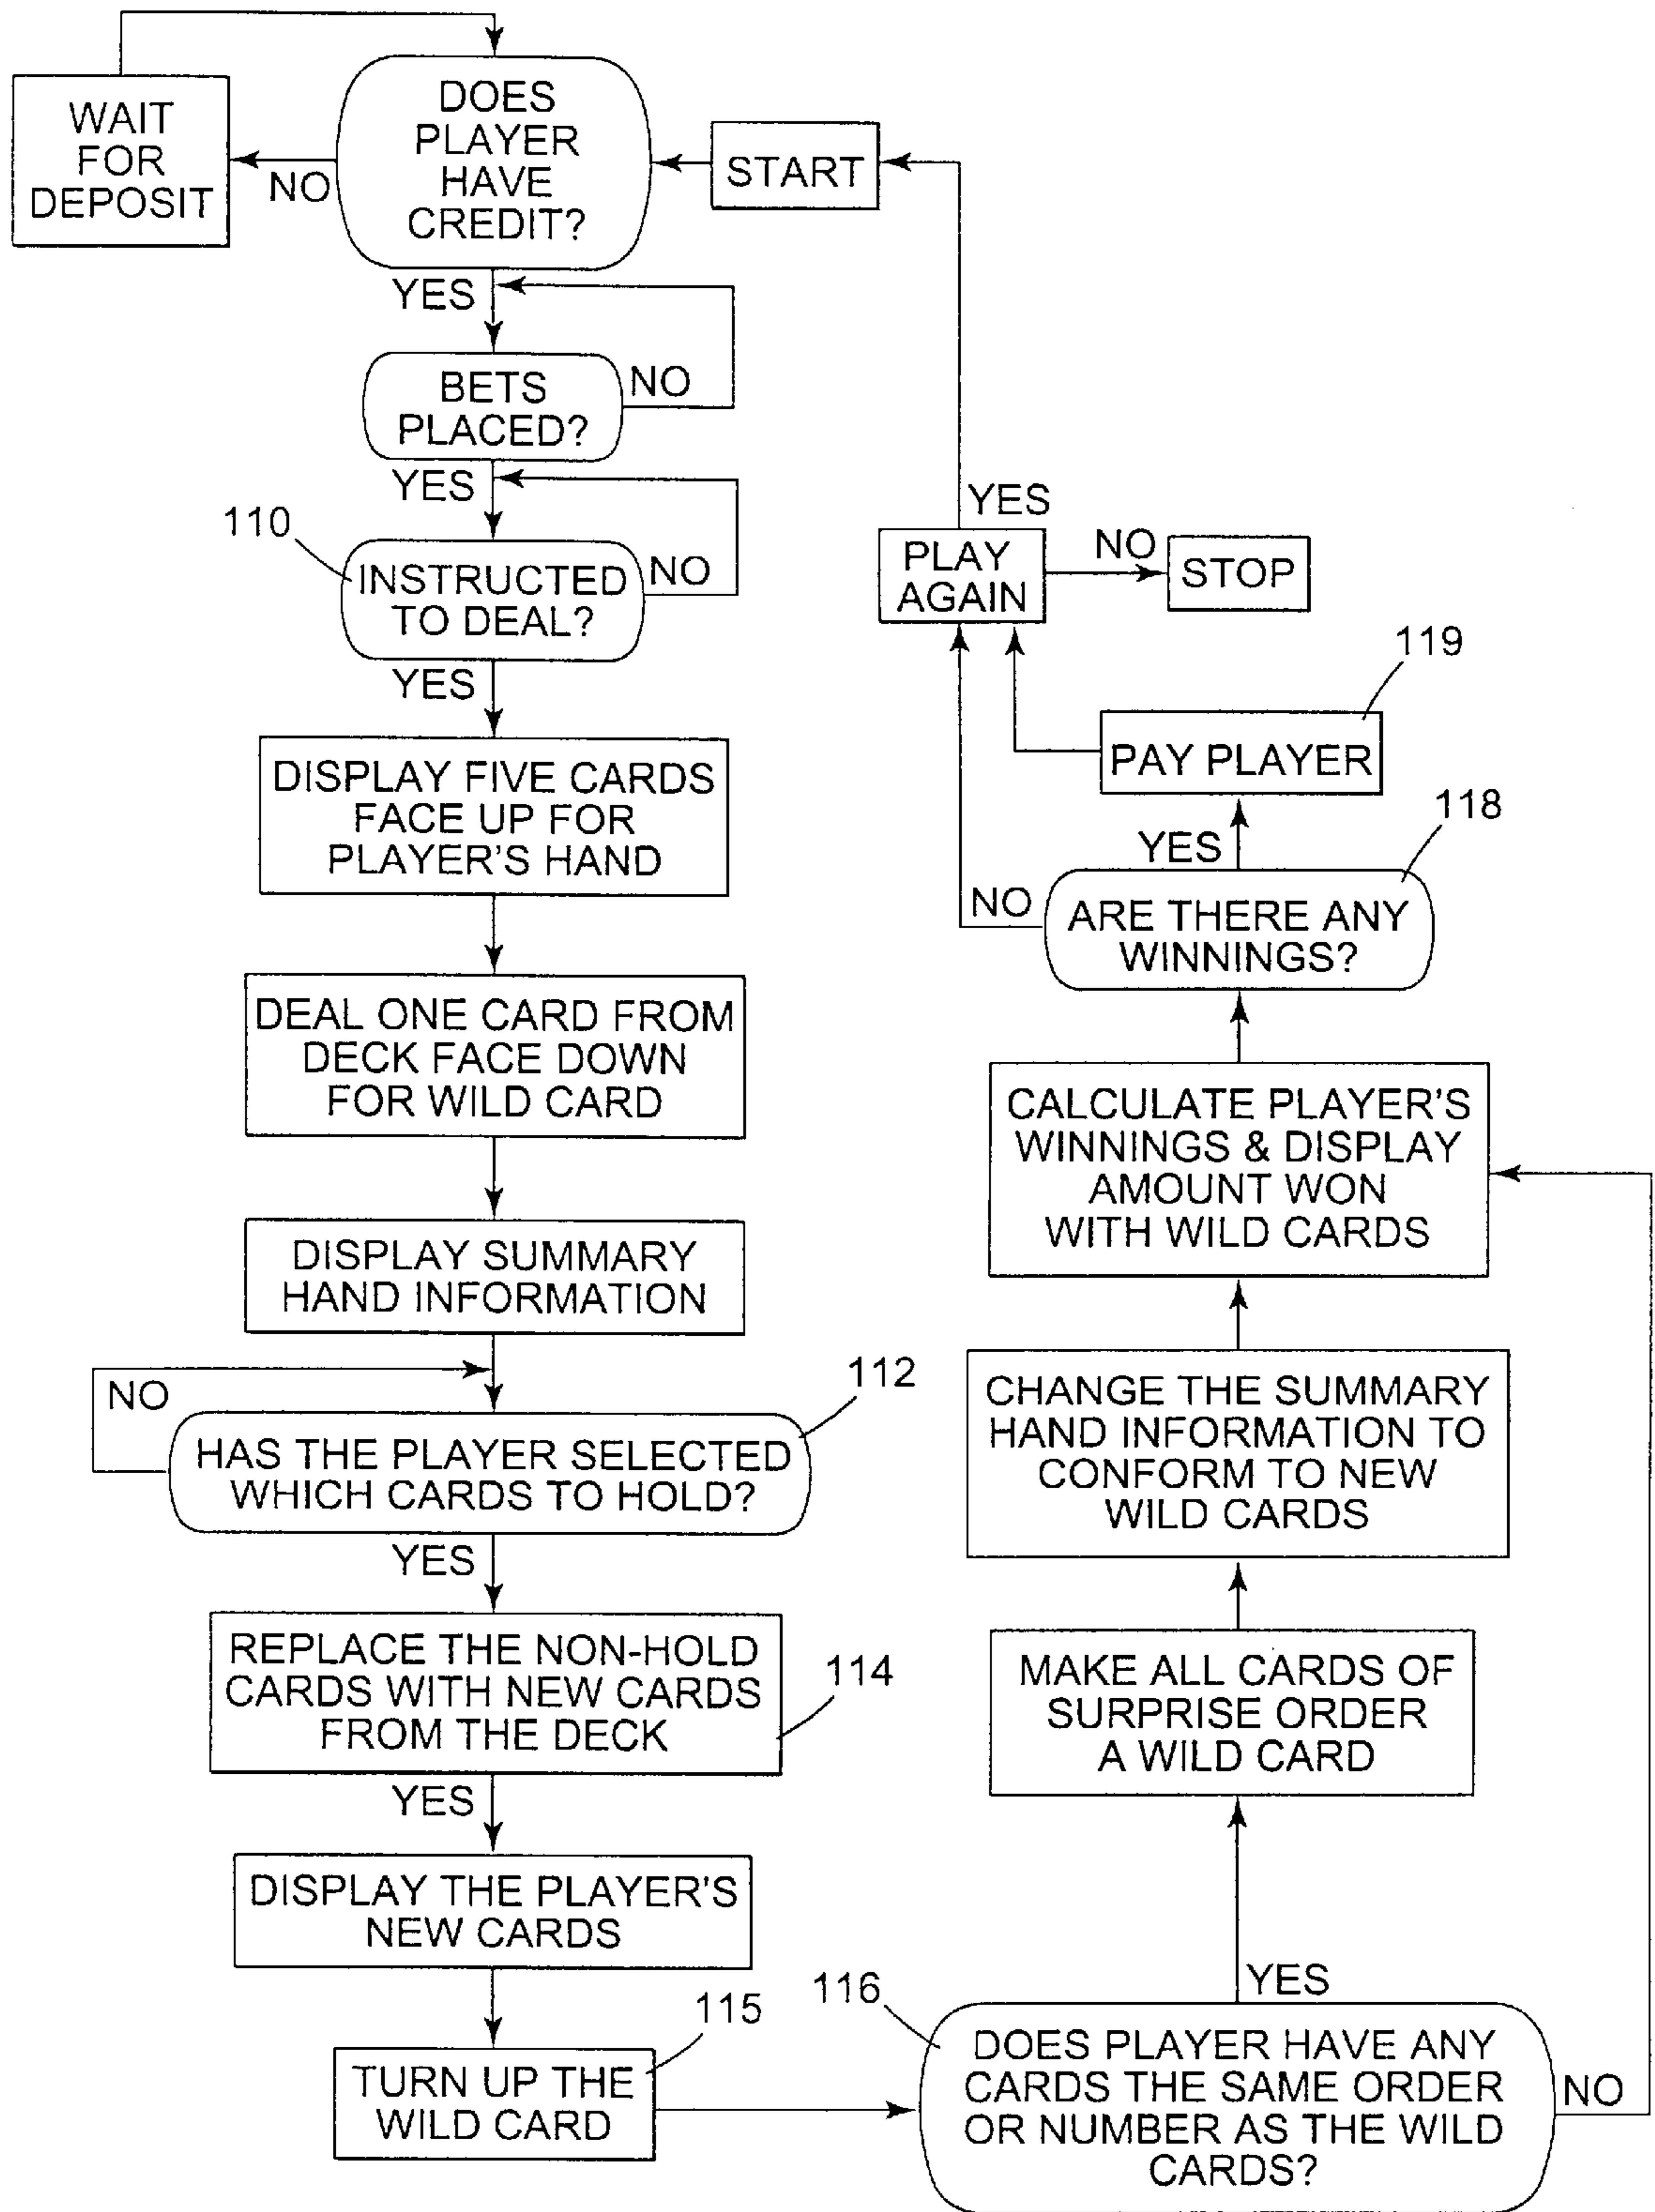 WAIT
FOR
DEPOSIT
NO
DOES
PLAYER
HAVE
CREDIT?
START
YES
BETS
PLACED?
NO
YES
110
INSTRUCTED
TO DEAL?
NO
YES
DISPLAY FIVE CARDS
FACE UP FOR
PLAYER'S HAND
DEAL ONE CARD FROM
DECK FACE DOWN
FOR WILD CARD
DISPLAY SUMMARY
HAND INFORMATION
NO
112
HAS THE PLAYER SELECTED
WHICH CARDS TO HOLD?
YES
REPLACE THE NON-HOLD
CARDS WITH NEW CARDS
FROM THE DECK
114
YES
DISPLAY THE PLAYER'S
NEW CARDS
115
TURN UP THE
WILD CARD
116
DOES PLAYER HAVE ANY
CARDS THE SAME ORDER
OR NUMBER AS THE WILD
CARDS?
NO
YES
MAKE ALL CARDS OF
SURPRISE ORDER
A WILD CARD
CHANGE THE SUMMARY
HAND INFORMATION TO
CONFORM TO NEW
WILD CARDS
CALCULATE PLAYER'S
WINNINGS & DISPLAY
AMOUNT WON
WITH WILD CARDS
118
ARE THERE ANY
WINNINGS?
NO
YES
119
PAY PLAYER
PLAY
AGAIN
NO
STOP
YES